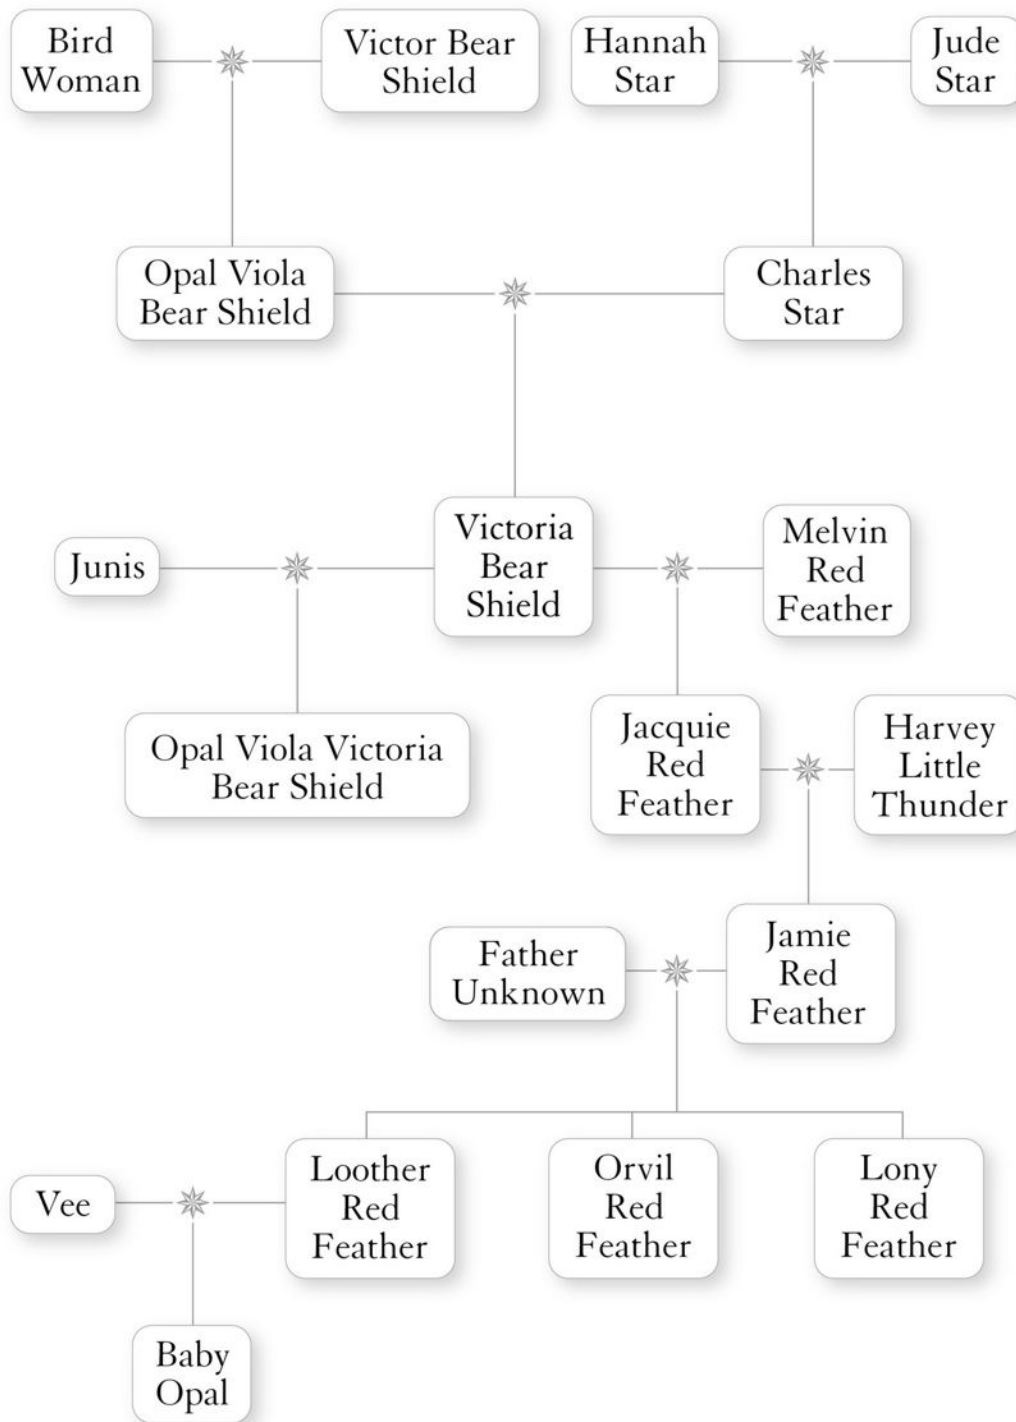 Bird
Woman
Victor Bear
Shield
Hannah
Star
Jude
Star
Opal Viola
Bear Shield
Charles
Star
Junis
Victoria
Bear
Shield
Melvin
Red
Feather
Opal Viola Victoria
Bear Shield
Jacquie
Red
Feather
Harvey
Little
Thunder
Father
Unknown
Jamie
Red
Feather
Vee
Loother
Red
Feather
Orvil
Red
Feather
Lony
Red
Feather
Baby
Opal